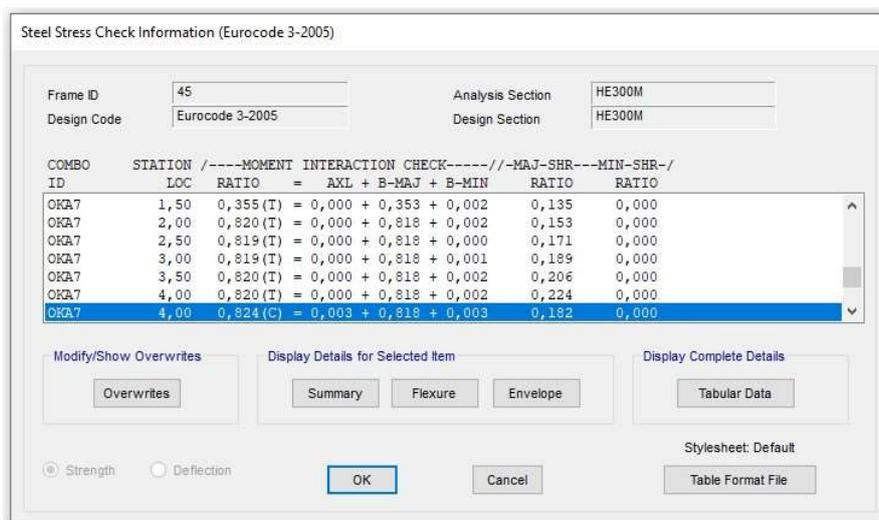 Steel Stress Check Information (Eurocode 3-2005)
Frame ID 45 Analysis Section HE300M
Design Code Eurocode 3-2005 Design Section HE300M
COMBO STATION /----MOMENT INTERACTION CHECK-----//-MAJ-SHR---MIN-SHR-/
ID LOC RATIO = AXL + B-MAJ + B-MIN RATIO RATIO
OKA7 1,50 0,355(T) = 0,000 + 0,353 + 0,002 0,135 0,000
OKA7 2,00 0,820(T) = 0,000 + 0,818 + 0,002 0,153 0,000
OKA7 2,50 0,819(T) = 0,000 + 0,818 + 0,000 0,171 0,000
OKA7 3,00 0,819(T) = 0,000 + 0,818 + 0,001 0,189 0,000
OKA7 3,50 0,820(T) = 0,000 + 0,818 + 0,002 0,206 0,000
OKA7 4,00 0,820(T) = 0,000 + 0,818 + 0,002 0,224 0,000
OKA7 4,00 0,824(C) = 0,003 + 0,818 + 0,003 0,182 0,000
Modify/Show Overwrites Display Details for Selected Item Display Complete Details
Overwrites Summary Flexure Envelope Tabular Data
Stylesheet: Default
Strength Deflection OK Cancel Table Format File